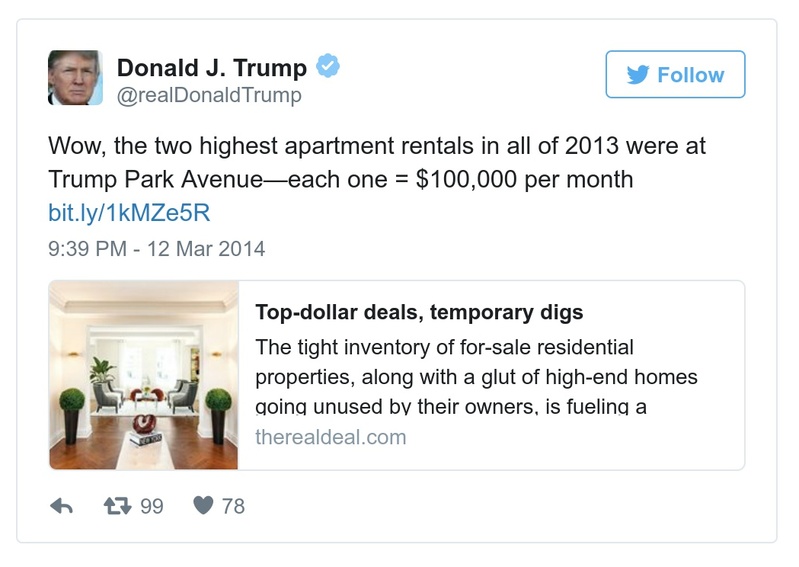 Donald J. Trump
@realDonaldTrump
Follow
Wow, the two highest apartment rentals in all of 2013 were at
Trump Park Avenue—each one = $100,000 per month
bit.ly/1kMZe5R
9:39 PM - 12 Mar 2014
Top-dollar deals, temporary digs
The tight inventory of for-sale residential
properties, along with a glut of high-end homes
going unused by their owners, is fueling a
therealdeal.com
99
78